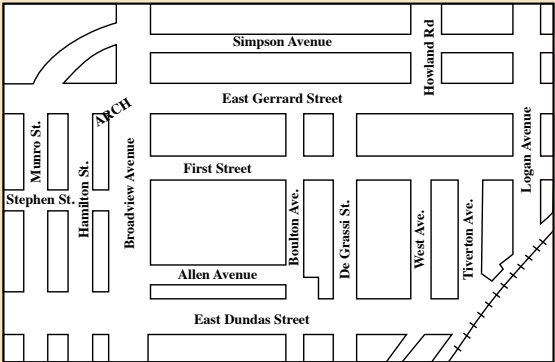 Simpson Avenue
Howland Rd
East Gerrard Street
ARCH
Munro St.
Hamilton St.
Broadview Avenue
First Street
Logan Avenue
Stephen St.
Boulton Ave.
De Grassi St.
West Ave.
Tiverton Ave.
Allen Avenue
East Dundas Street